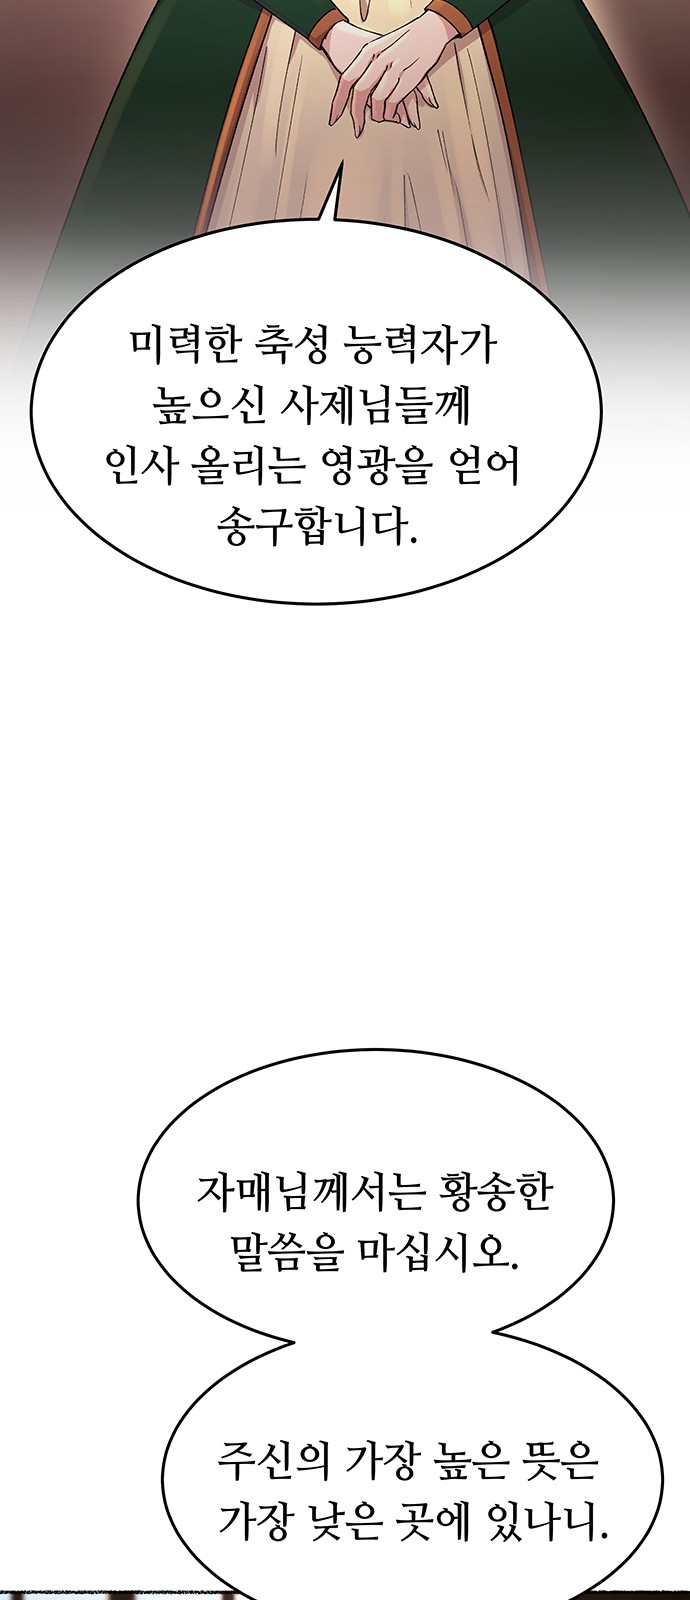 미력한 축성 능력자가
높으신 사제님들께
인사 올리는 영광을 얻어
송구합니다.
자매님께서는 황송한
말씀을 마십시오.
주신의 가장 높은 뜻은
가장 낮은 곳에 있나니.